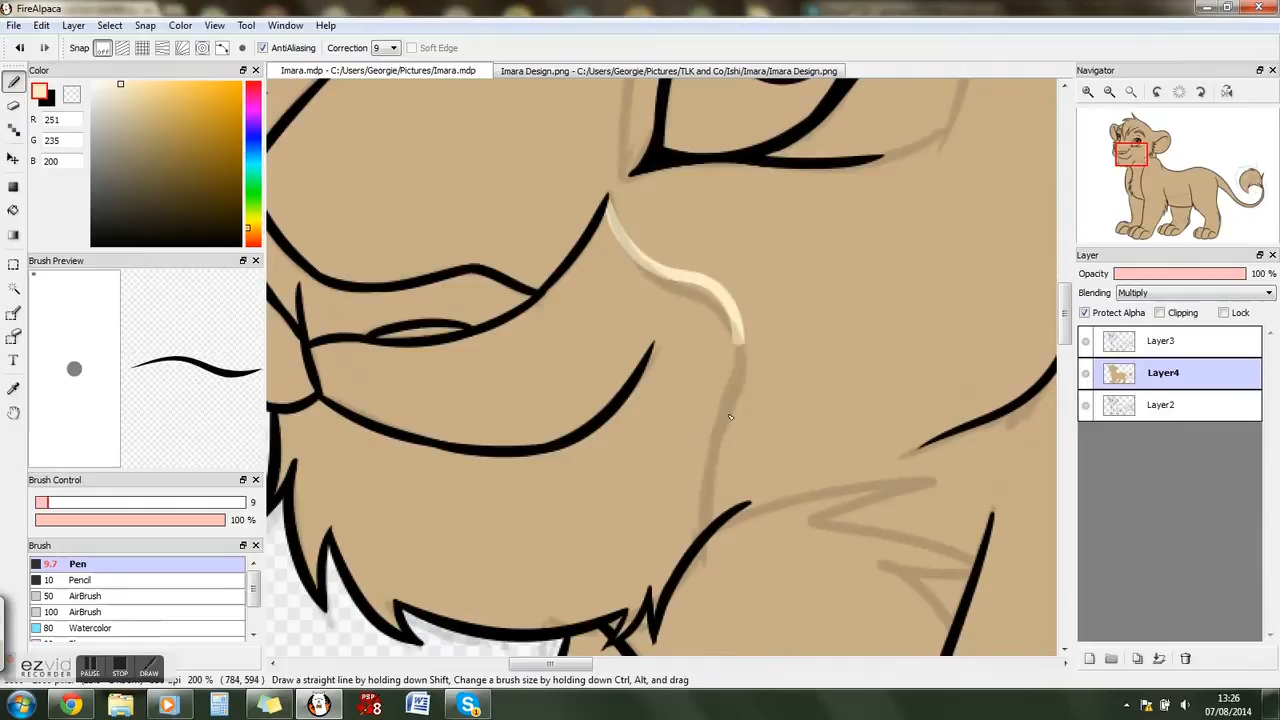 FireAlpaca
File Edit Layer Select Snap Color View Tool Window Help
Snap OFF AntiAliasing Correction 9 Soft Edge
Color
Imara.mdp - C:/Users/Georgie/Pictures/Imara.mdp
Imara Design.png - C:/Users/Georgie/Pictures/TLK and Co/Ishi/Imara/Imara Design.png
Navigator
R 251
G 235
B 200
Brush Preview
Layer
Opacity 100 %
Blending Multiply
Protect Alpha Clipping Lock
Layer3
Layer4
Layer2
Brush Control
9
100 %
Brush
9.7 Pen
10 Pencil
50 AirBrush
100 AirBrush
80 Watercolor
ezvid
RECORDER
PAUSE STOP DRAW
200 % (784, 594) Draw a straight line by holding down Shift, Change a brush size by holding down Ctrl, Alt, and drag
PSP
8
13:26
07/08/2014